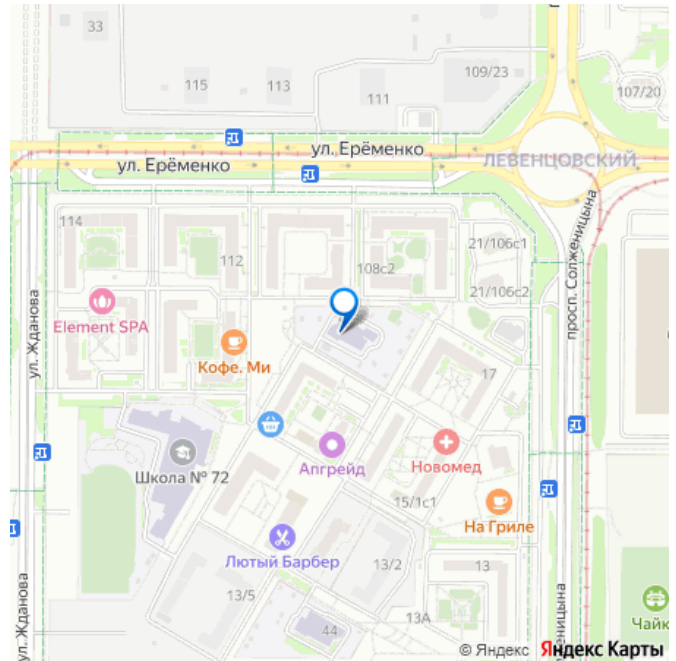 33
115
113
109/23
111
107/20
ул. Ерёменко
ул. Ерёменко
ЛЕВЕНЦОВСКИЙ
114
112
108с2
21/106с1
21/106с2
просп. Солженицына
ул. Жданова
Element SPA
Кофе. Ми
17
Школа № 72
Апгрейд
Новомед
15/1с1
На Гриле
Лютый Барбер
13/2
13
13/5
13А
44
ул. Жданова
Чайк
© Яндекс Яндекс Карты